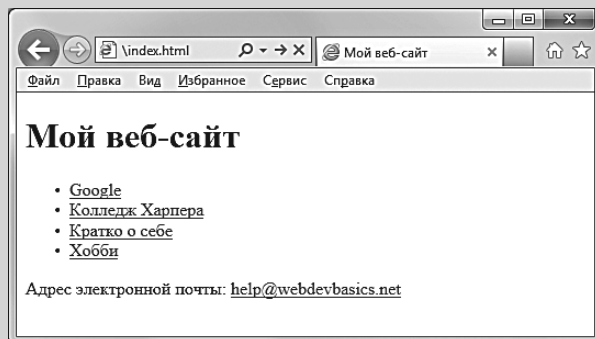 \index.html
Мой веб-сайт
Файл Правка Вид Избранное Сервис Справка
Мой веб-сайт
• Google
• Колледж Харпера
• Кратко о себе
• Хобби
Адрес электронной почты: help@webdevbasics.net